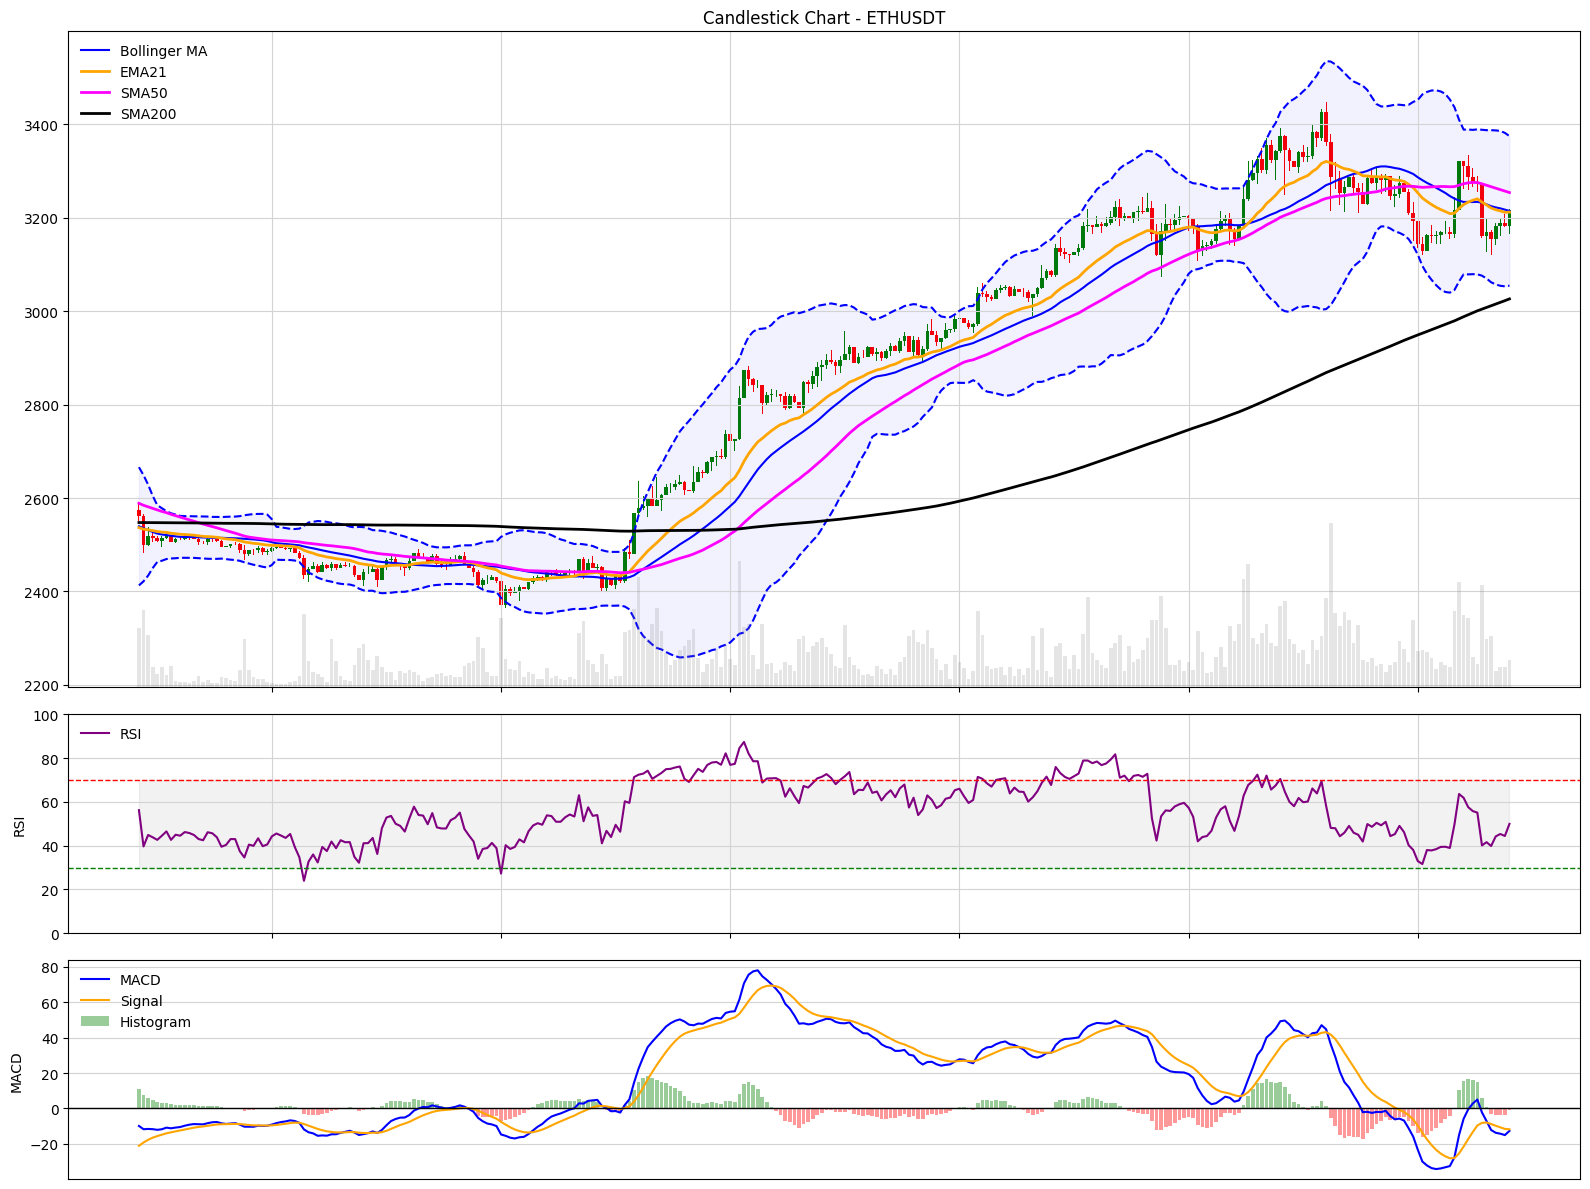 Candlestick Chart - ETHUSDT
Bollinger MA
EMA21
SMA50
SMA200
3400
3200
3000
2800
2600
2400
2200
RSI
100
80
60
40
20
0
RSI
MACD
Signal
Histogram
80
60
40
20
0
−20
MACD